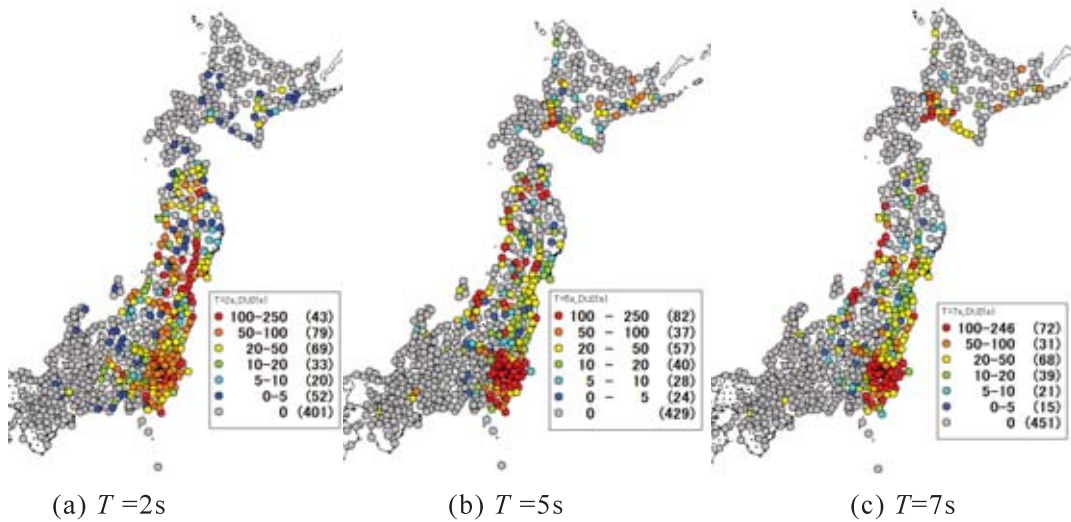 T=2s_DU2(s)
100-250 (43)
50-100 (79)
20-50 (69)
10-20 (33)
5-10 (20)
0-5 (52)
0 (401)
100 - 250 (82)
50 - 100 (37)
20 - 50 (57)
10 - 20 (40)
5 - 10 (28)
0 - 5 (24)
0 (429)
100-246 (72)
50-100 (31)
20-50 (68)
10-20 (39)
5-10 (21)
0-5 (15)
0 (451)
(a) T =2s
(b) T =5s
(c) T=7s